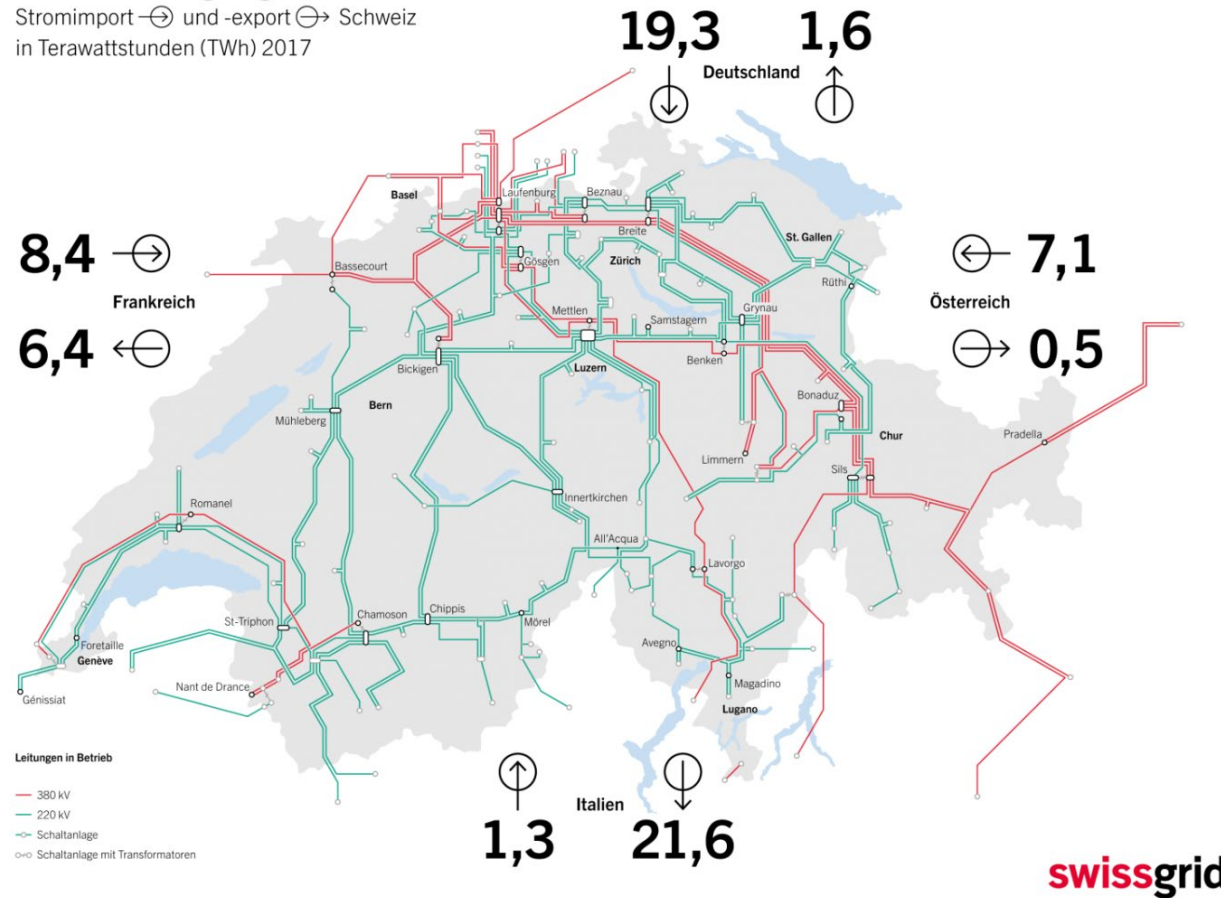 Stromimport und -export Schweiz
in Terawattstunden (TWh) 2017
19,3
1,6
Deutschland
8,4
Frankreich
6,4
7,1
Österreich
0,5
Basel
Laufenburg
Beznau
Breite
St. Gallen
Bassecourt
Gösgen
Zürich
Rüthi
Mettlen
Samstagern
Grynau
Bickigen
Luzern
Benken
Bern
Mühleberg
Bonaduz
Chur
Pradella
Limmern
Sils
Romanel
Innertkirchen
All'Acqua
Lavorgo
St-Triphon
Chamoson
Chippis
Mörel
Foretaille
Genève
Avegno
Nant de Drance
Magadino
Génissiat
Lugano
Leitungen in Betrieb
380 kV
220 kV
Schaltanlage
Schaltanlage mit Transformatoren
Italien
1,3
21,6
swissgrid